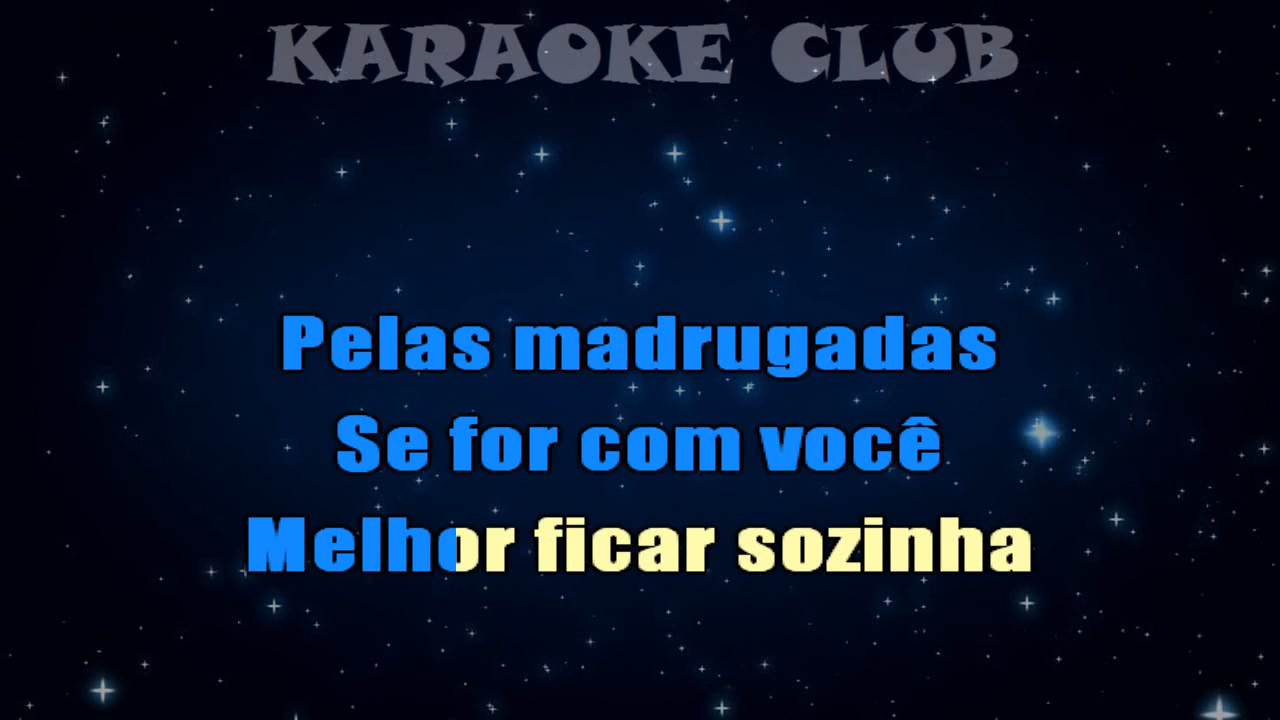 KARAOKE CLUB
Pelas madrugadas
Se for com você
Melhor ficar sozinha